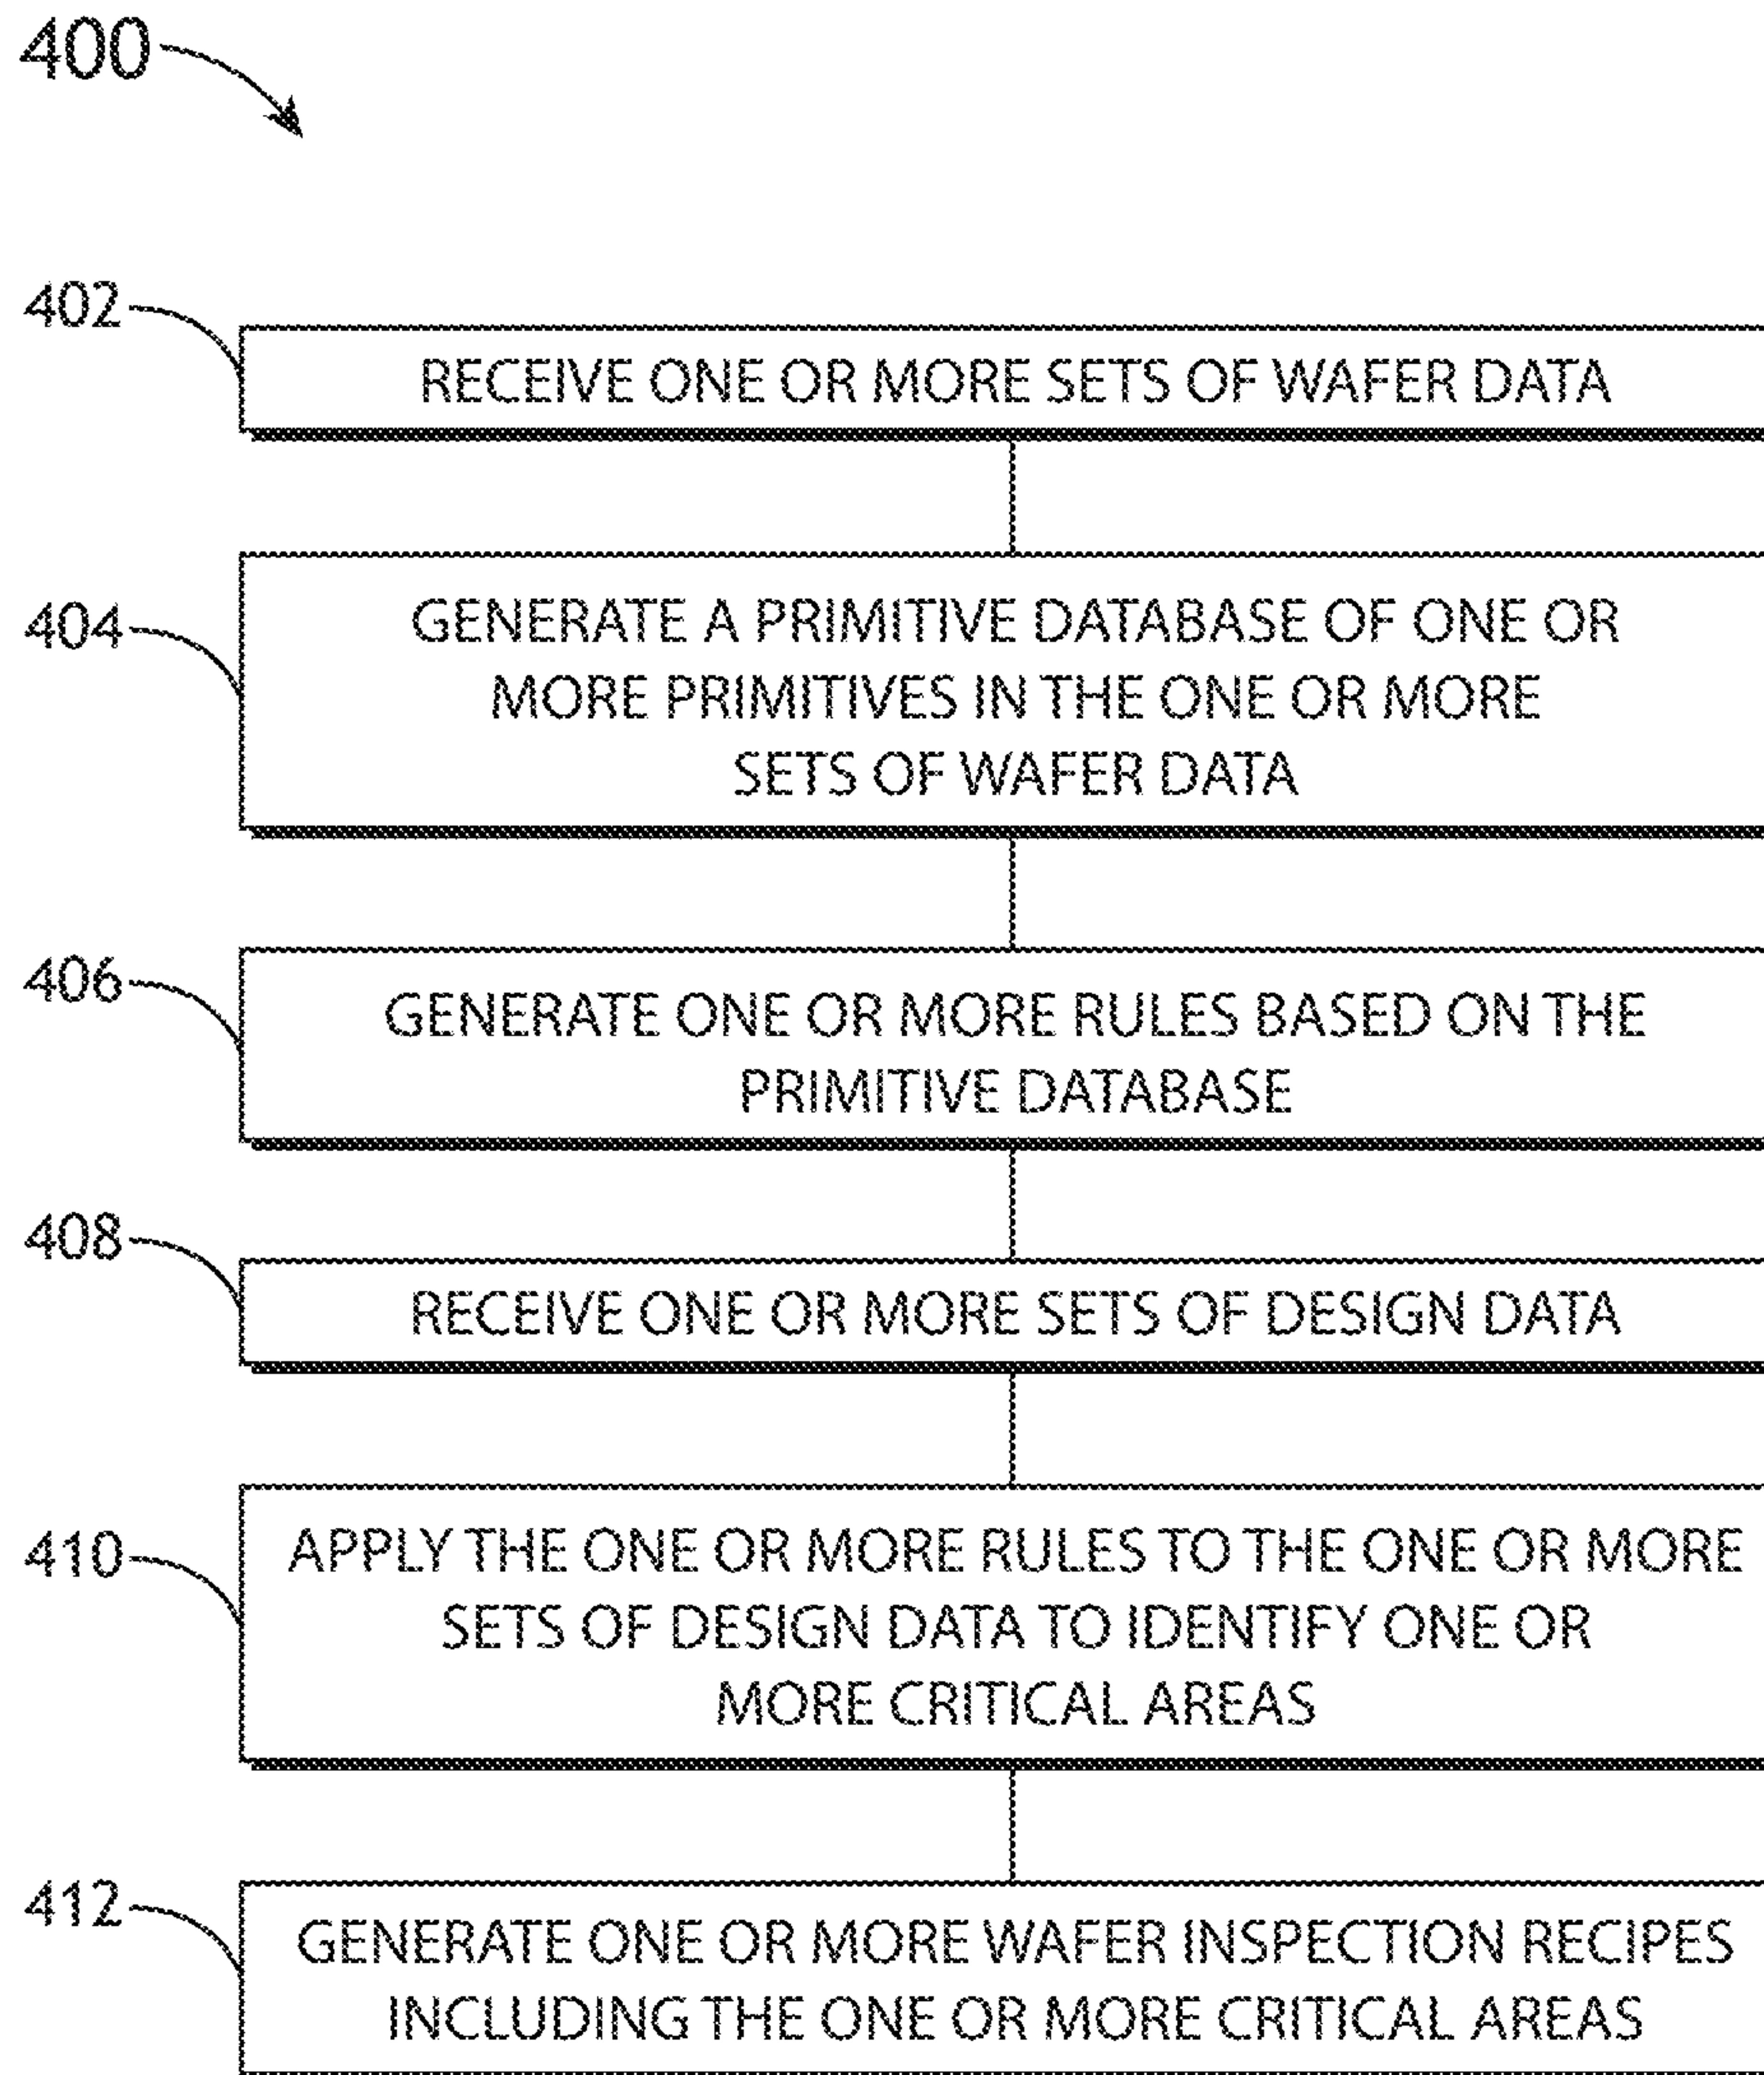 400
402
RECEIVE ONE OR MORE SETS OF WAFER DATA
404
GENERATE A PRIMITIVE DATABASE OF ONE OR
MORE PRIMITIVES IN THE ONE OR MORE
SETS OF WAFER DATA
406
GENERATE ONE OR MORE RULES BASED ON THE
PRIMITIVE DATABASE
408
RECEIVE ONE OR MORE SETS OF DESIGN DATA
410
APPLY THE ONE OR MORE RULES TO THE ONE OR MORE
SETS OF DESIGN DATA TO IDENTIFY ONE OR
MORE CRITICAL AREAS
412
GENERATE ONE OR MORE WAFER INSPECTION RECIPES
INCLUDING THE ONE OR MORE CRITICAL AREAS